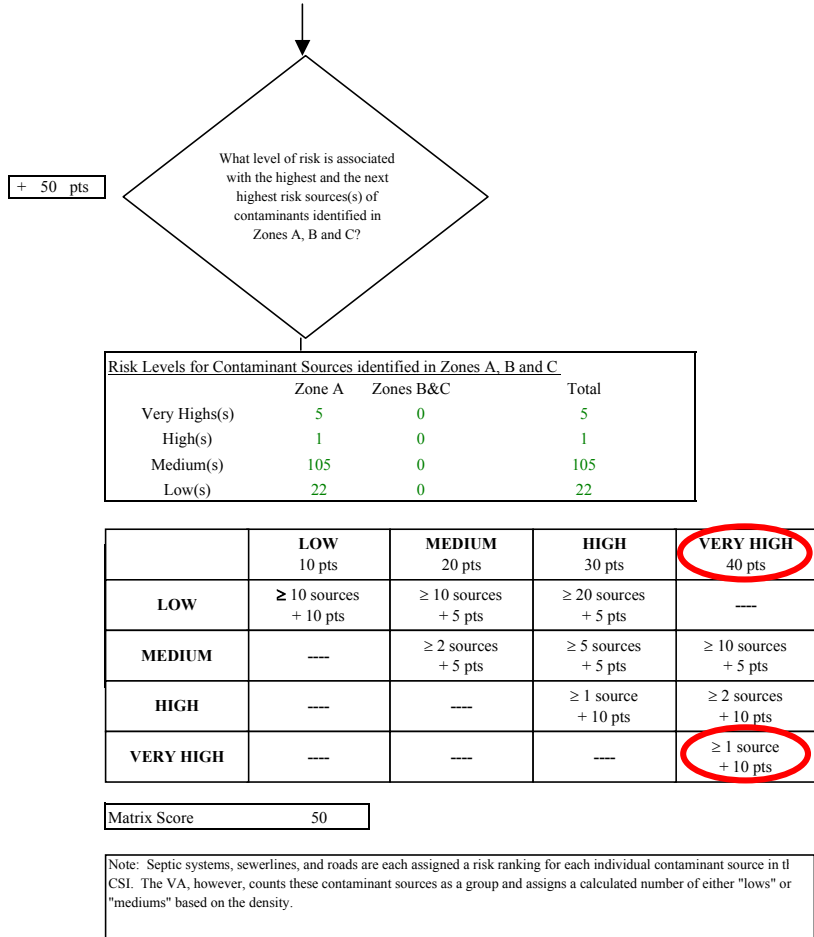 What level of risk is associated
with the highest and the next
highest risk sources(s) of
contaminants identified in
Zones A, B and C?
+ 50 pts
Risk Levels for Contaminant Sources identified in Zones A, B and C
Zone A Zones B&C Total
Very Highs(s) 5 0 5
High(s) 1 0 1
Medium(s) 105 0 105
Low(s) 22 0 22
LOW MEDIUM HIGH VERY HIGH
10 pts 20 pts 30 pts 40 pts
LOW ≥ 10 sources + 10 pts ≥ 10 sources + 5 pts ≥ 20 sources + 5 pts ----
MEDIUM ---- ≥ 2 sources + 5 pts ≥ 5 sources + 5 pts ≥ 10 sources + 5 pts
HIGH ---- ---- ≥ 1 source + 10 pts ≥ 2 sources + 10 pts
VERY HIGH ---- ---- ---- ≥ 1 source + 10 pts
Matrix Score 50
Note: Septic systems, sewerlines, and roads are each assigned a risk ranking for each individual contaminant source in
CSI. The VA, however, counts these contaminant sources as a group and assigns a calculated number of either "lows" or
"mediums" based on the density.